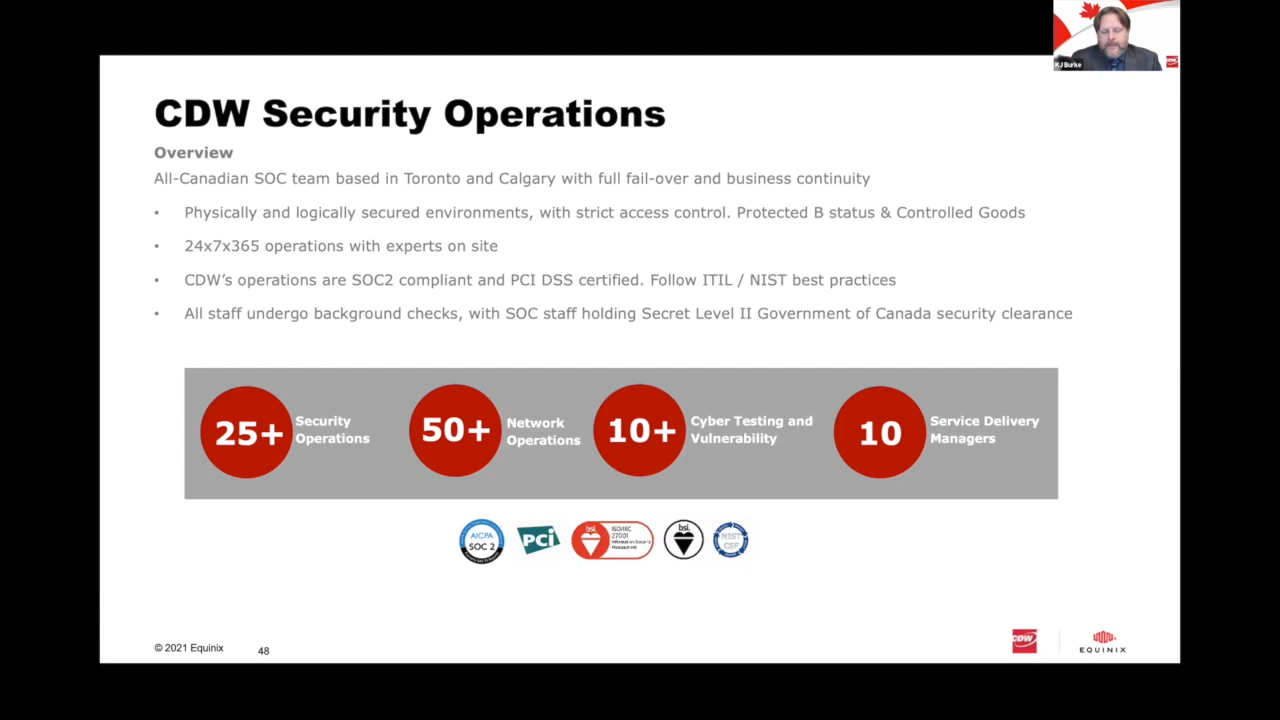 KJ Burke
CDW
CDW Security Operations
Overview
All-Canadian SOC team based in Toronto and Calgary with full fail-over and business continuity
• Physically and logically secured environments, with strict access control. Protected B status & Controlled Goods
• 24x7x365 operations with experts on site
• CDW’s operations are SOC2 compliant and PCI DSS certified. Follow ITIL / NIST best practices
• All staff undergo background checks, with SOC staff holding Secret Level II Government of Canada security clearance
25+
Security
Operations
50+
Network
Operations
10+
Cyber Testing and
Vulnerability
10
Service Delivery
Managers
AICPA
SOC 2
PCi
bsi.
ISO/IEC
27001
Information Security
Management
bsi.
NIST
CSF
© 2021 Equinix
48
CDW
EQUINIX